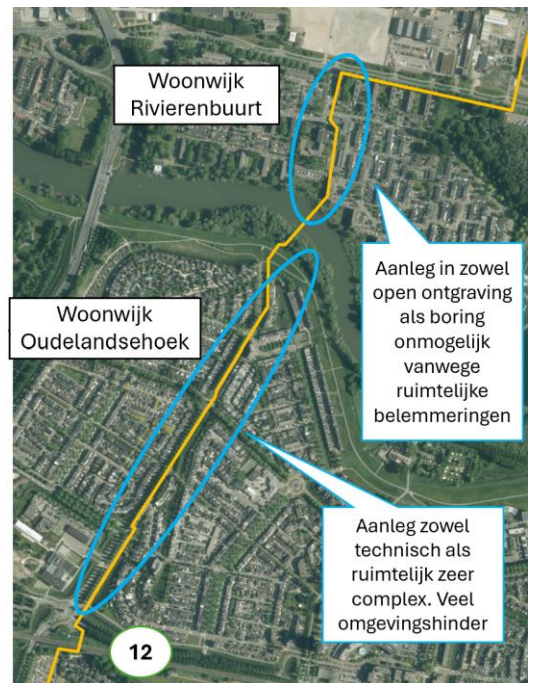 Woonwijk
Rivierenbuurt
Aanleg in zowel
open ontgraving
als boring
onmogelijk
vanwege
ruimtelijke
belemmeringen
Woonwijk
Oudelandsehoek
Aanleg zowel
technisch als
ruimtelijk zeer
complex. Veel
omgevingshinder
12